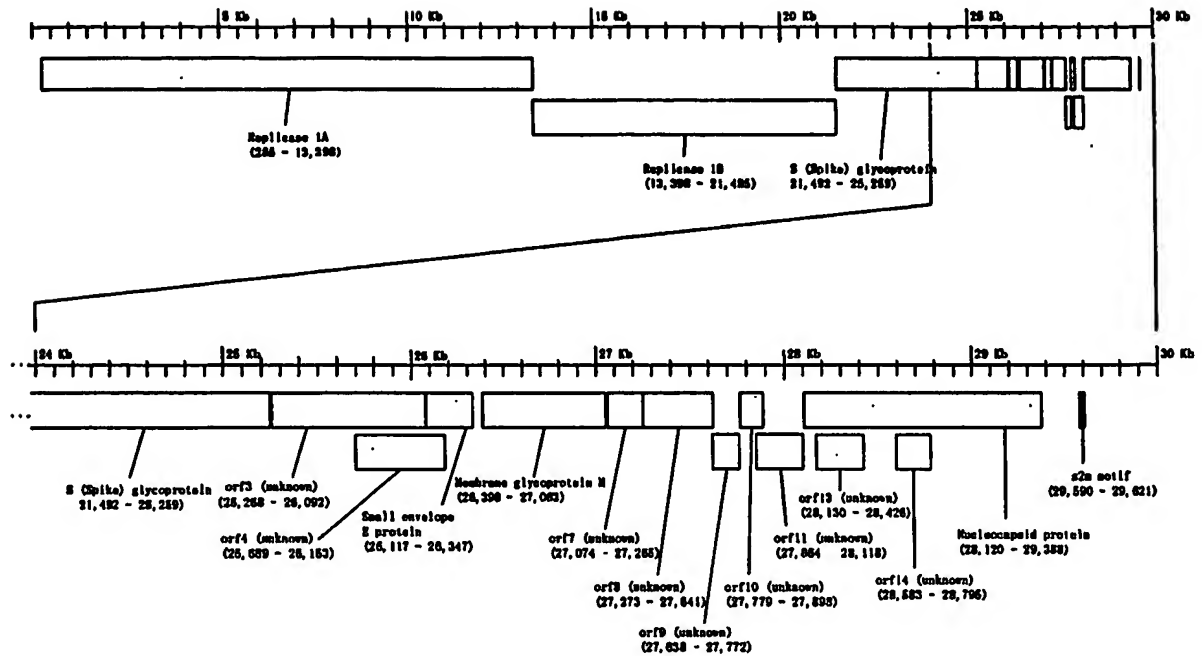 5 Kb
10 Kb
15 Kb
20 Kb
25 Kb
30 Kb
Replicase 1A
(265 - 13,398)
Replicase 1B
(13,398 - 21,485)
S (Spike) glycoprotein
21,492 - 25,259)
24 Kb
25 Kb
26 Kb
27 Kb
28 Kb
29 Kb
30 Kb
...
...
S (Spike) glycoprotein
21,492 - 25,259
orf3 (unknown)
(25,268 - 26,092)
orf4 (unknown)
(25,689 - 26,153)
Small envelope
E protein
(26,117 - 26,347)
Membrane glycoprotein M
(26,398 - 27,063)
orf7 (unknown)
(27,074 - 27,265)
orf8 (unknown)
(27,273 - 27,641)
orf9 (unknown)
(27,638 - 27,772)
orf10 (unknown)
(27,779 - 27,898)
orf13 (unknown)
(28,130 - 28,426)
orf11 (unknown)
(27,864 28,118)
orf14 (unknown)
(28,583 - 28,795)
Nucleocapsid protein
(28,120 - 29,388)
s2m motif
(29,590 - 29,621)